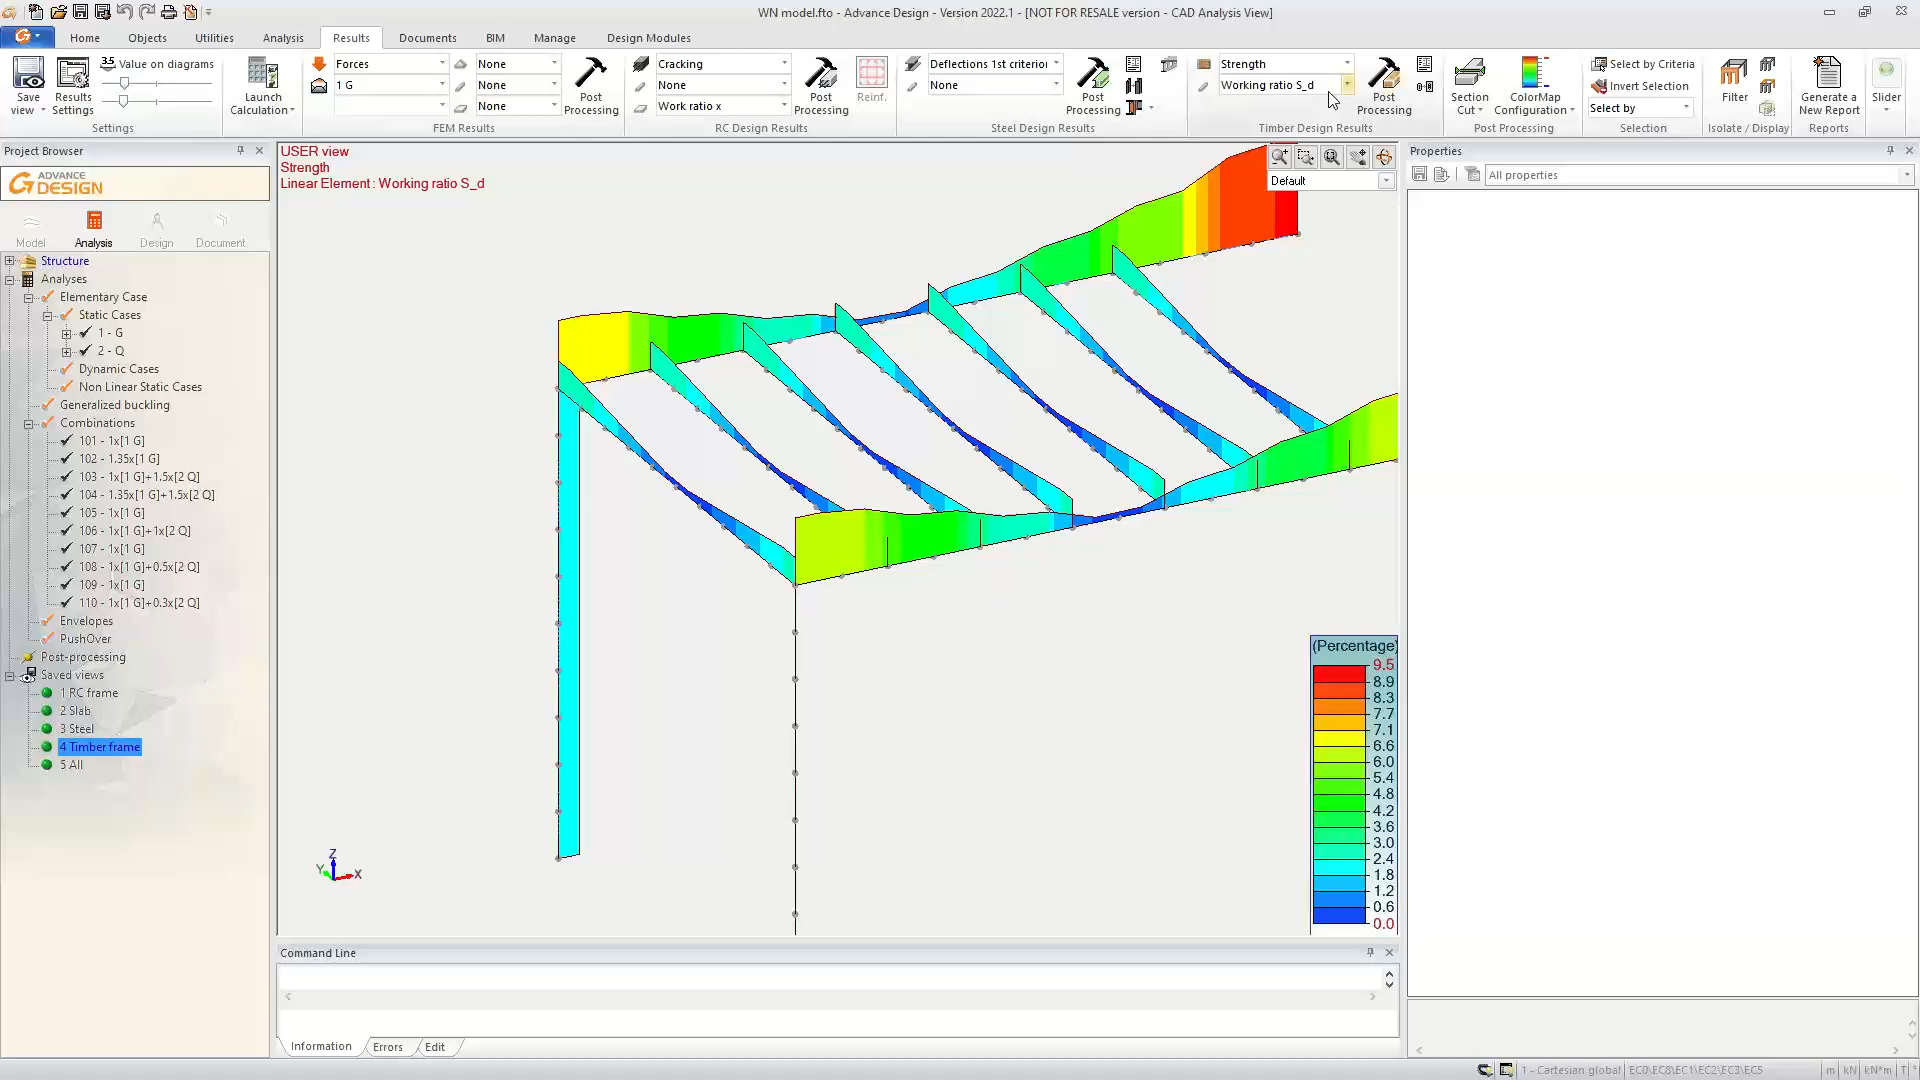 WN model.fto - Advance Design - Version 2022.1 - [NOT FOR RESALE version - CAD Analysis View]
Home Objects Utilities Analysis Results Documents BIM Manage Design Modules
Save view
Results Settings
3.5 Value on diagrams
Settings
Launch Calculation
Forces
1 G
None
None
None
Post Processing
FEM Results
Cracking
None
Work ratio x
Post Processing
Reinf.
RC Design Results
Deflections 1st criterio
None
Post Processing
Steel Design Results
Strength
Working ratio S_d
Post Processing
Timber Design Results
Section Cut
ColorMap Configuration
Post Processing
Select by Criteria
Invert Selection
Select by
Selection
Filter
Isolate / Display
Generate a New Report
Reports
Slider
Project Browser
ADVANCE
DESIGN
Model Analysis Design Document
Structure
Analyses
Elementary Case
Static Cases
1 - G
2 - Q
Dynamic Cases
Non Linear Static Cases
Generalized buckling
Combinations
101 - 1x[1 G]
102 - 1.35x[1 G]
103 - 1x[1 G]+1.5x[2 Q]
104 - 1.35x[1 G]+1.5x[2 Q]
105 - 1x[1 G]
106 - 1x[1 G]+1x[2 Q]
107 - 1x[1 G]
108 - 1x[1 G]+0.5x[2 Q]
109 - 1x[1 G]
110 - 1x[1 G]+0.3x[2 Q]
Envelopes
PushOver
Post-processing
Saved views
1 RC frame
2 Slab
3 Steel
4 Timber frame
5 All
USER view
Strength
Linear Element : Working ratio S_d
Default
(Percentage)
9.5
8.9
8.3
7.7
7.1
6.6
6.0
5.4
4.8
4.2
3.6
3.0
2.4
1.8
1.2
0.6
0.0
Z
Y
X
Command Line
Information Errors Edit
Properties
All properties
1 - Cartesian global EC0\EC8\EC1\EC2\EC3\EC5 m kN kN*m T °